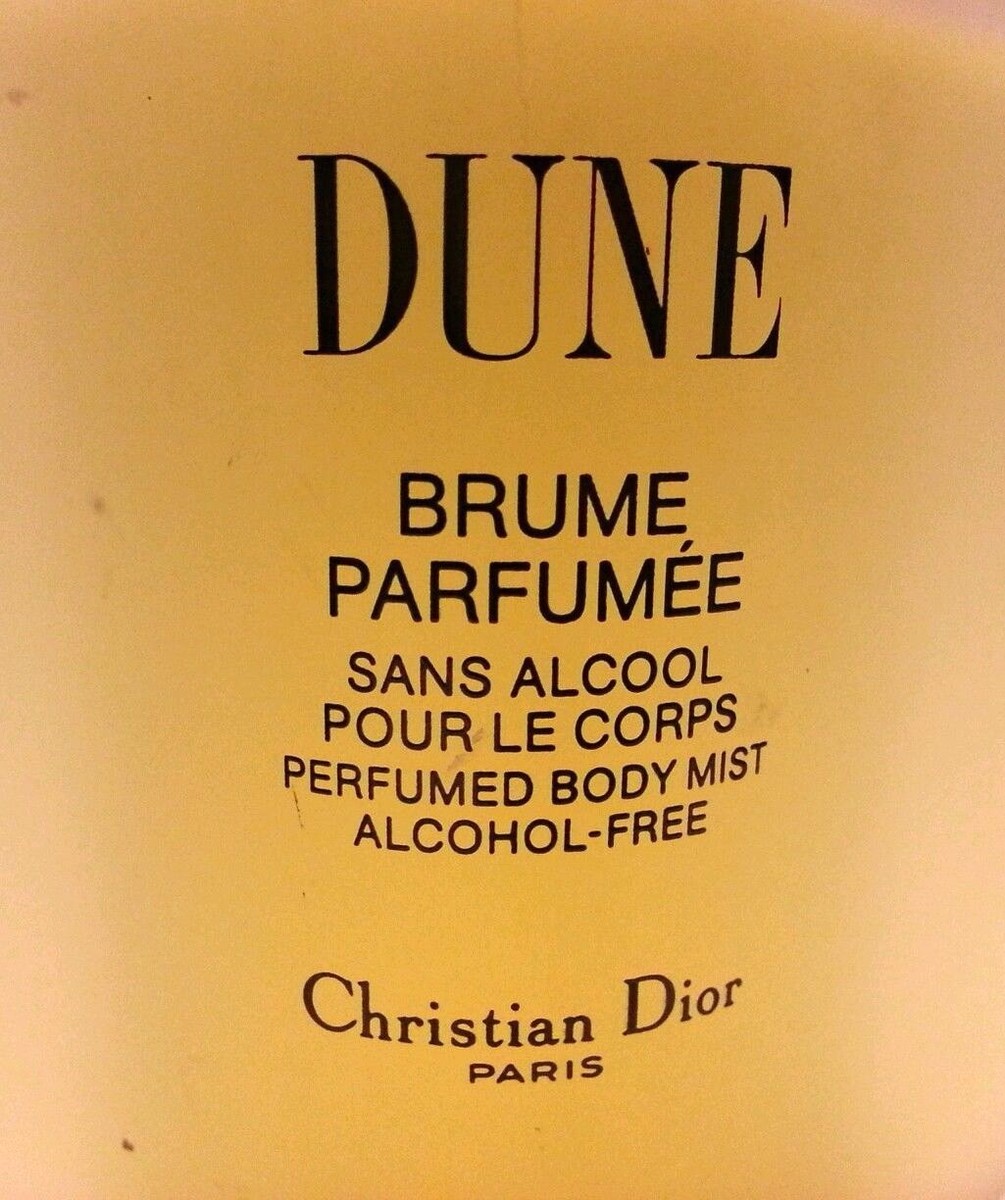 DUNE
BRUME
PARFUMÉE
SANS ALCOOL
POUR LE CORPS
PERFUMED BODY MIST
ALCOHOL-FREE
Christian Dior
PARIS